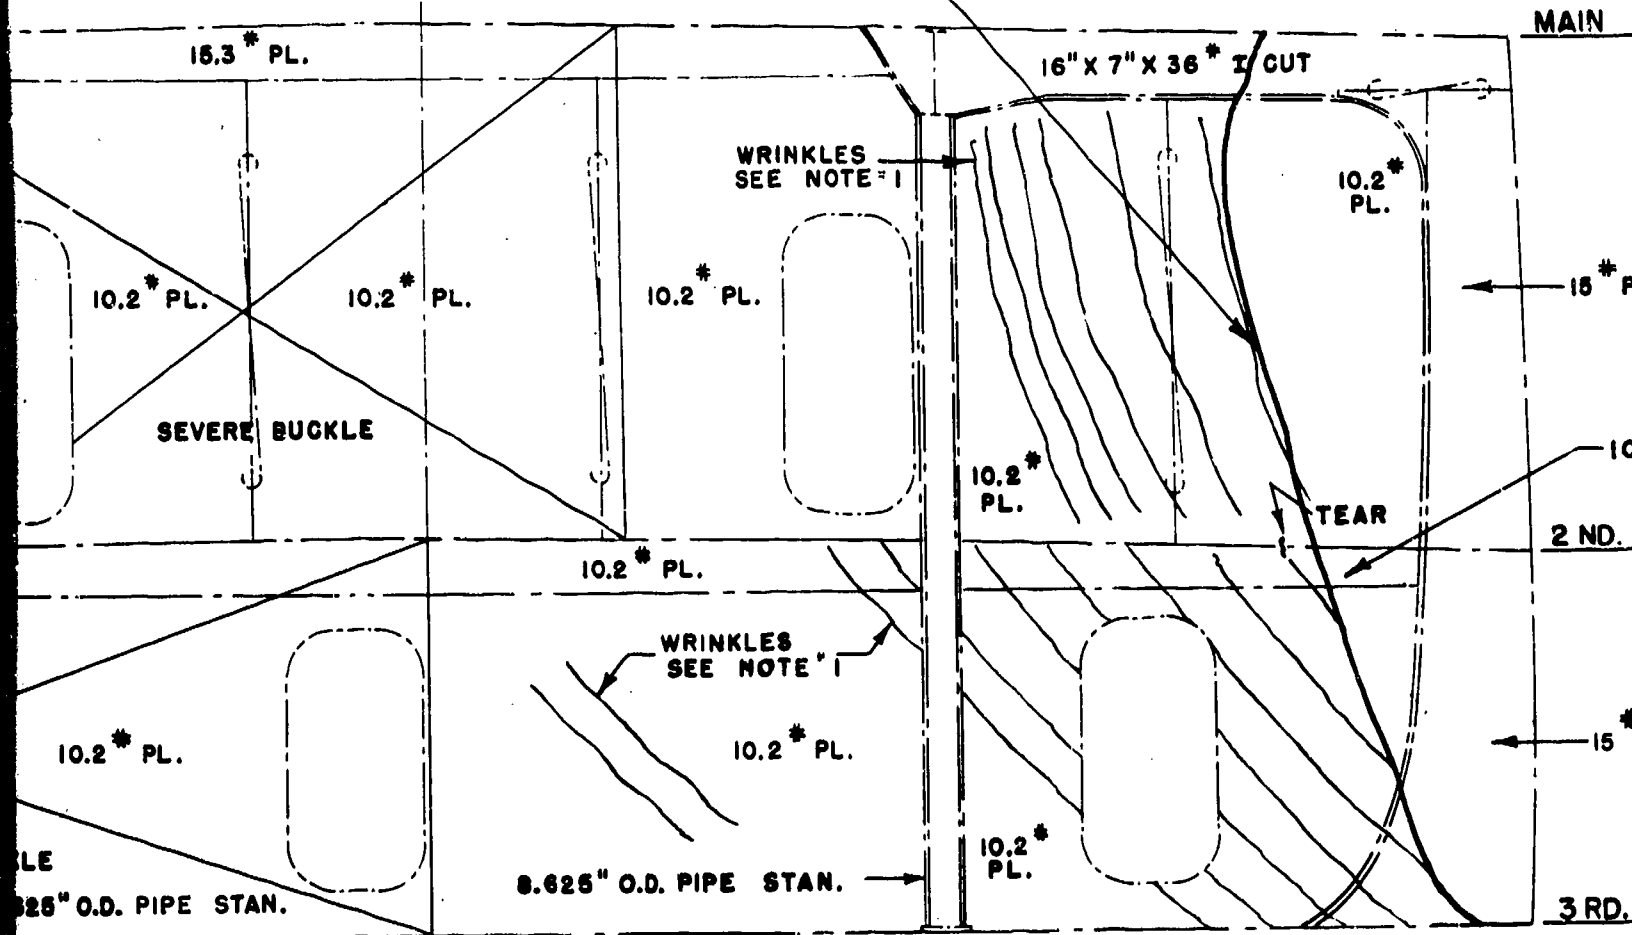 MAIN
15.3# PL.
16" X 7" X 36# I CUT
WRINKLES
SEE NOTE #1
10.2#
PL.
10.2# PL.
10.2# PL.
10.2# PL.
15#
SEVERE BUCKLE
10.2#
PL.
10
TEAR
2 ND.
10.2# PL.
WRINKLES
SEE NOTE #1
10.2# PL.
10.2# PL.
15#
10.2#
PL.
8.625" O.D. PIPE STAN.
O.D. PIPE STAN.
3 RD.